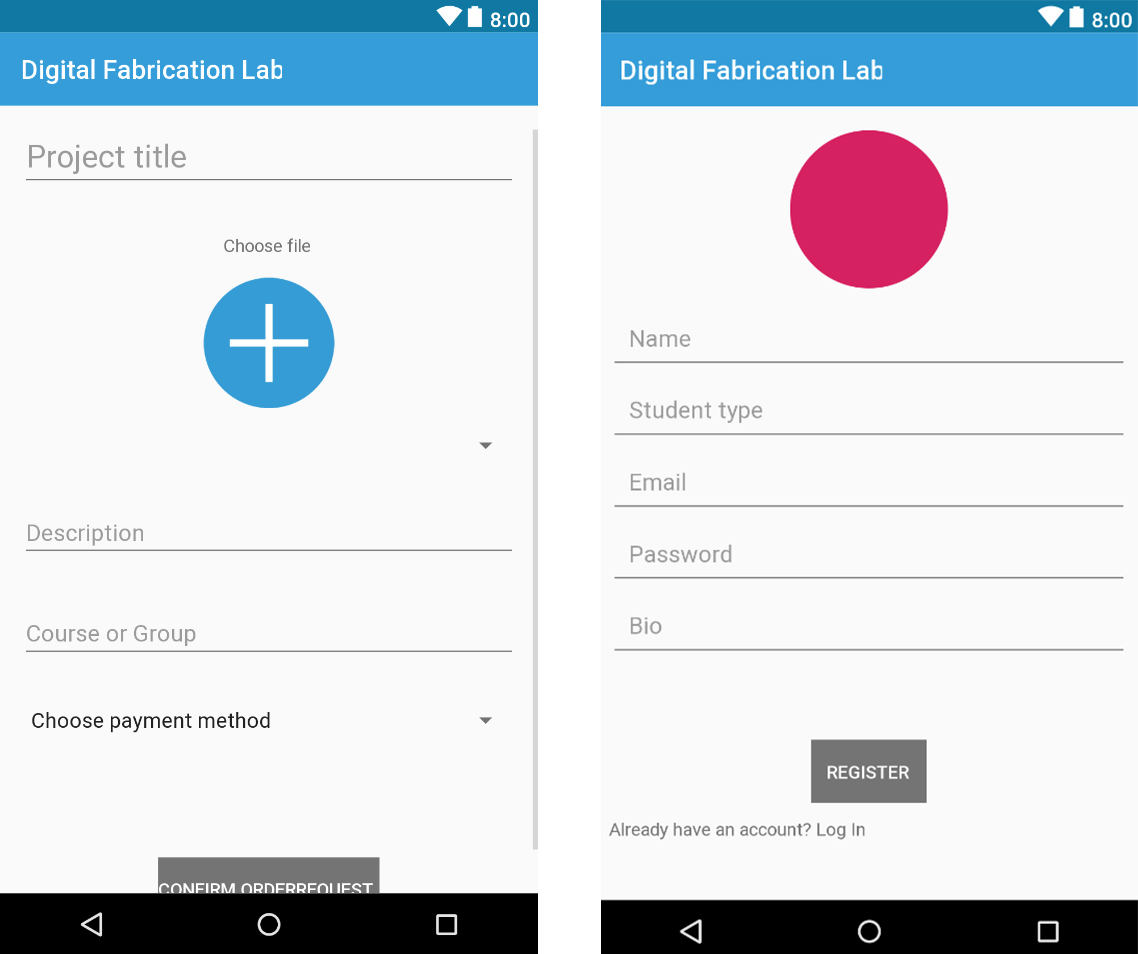 8:00
Digital Fabrication Lab
Project title
Choose file
Description
Course or Group
Choose payment method
CONFIRM ORDERREQUEST
8:00
Digital Fabrication Lab
Name
Student type
Email
Password
Bio
REGISTER
Already have an account? Log In